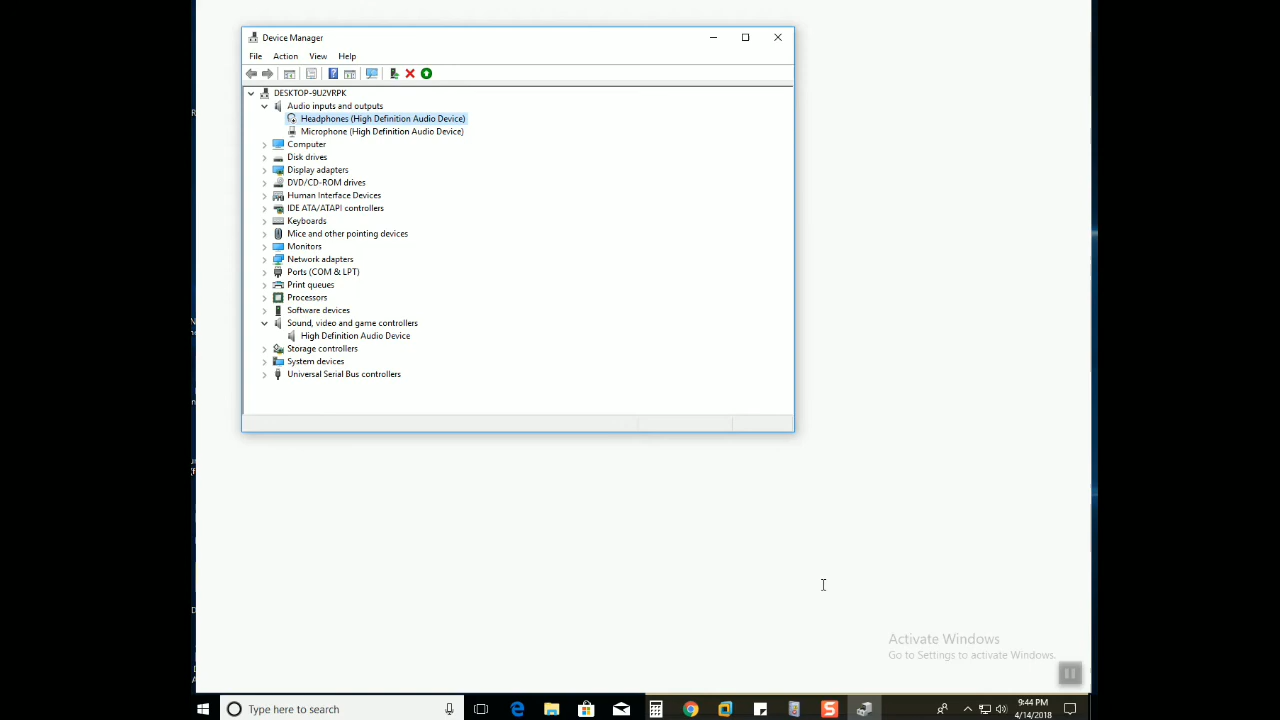 Device Manager
File Action View Help
DESKTOP-9U2VRPK
Audio inputs and outputs
Headphones (High Definition Audio Device)
Microphone (High Definition Audio Device)
Computer
Disk drives
Display adapters
DVD/CD-ROM drives
Human Interface Devices
IDE ATA/ATAPI controllers
Keyboards
Mice and other pointing devices
Monitors
Network adapters
Ports (COM & LPT)
Print queues
Processors
Software devices
Sound, video and game controllers
High Definition Audio Device
Storage controllers
System devices
Universal Serial Bus controllers
Activate Windows
Go to Settings to activate Windows.
Type here to search
9:44 PM
4/14/2018